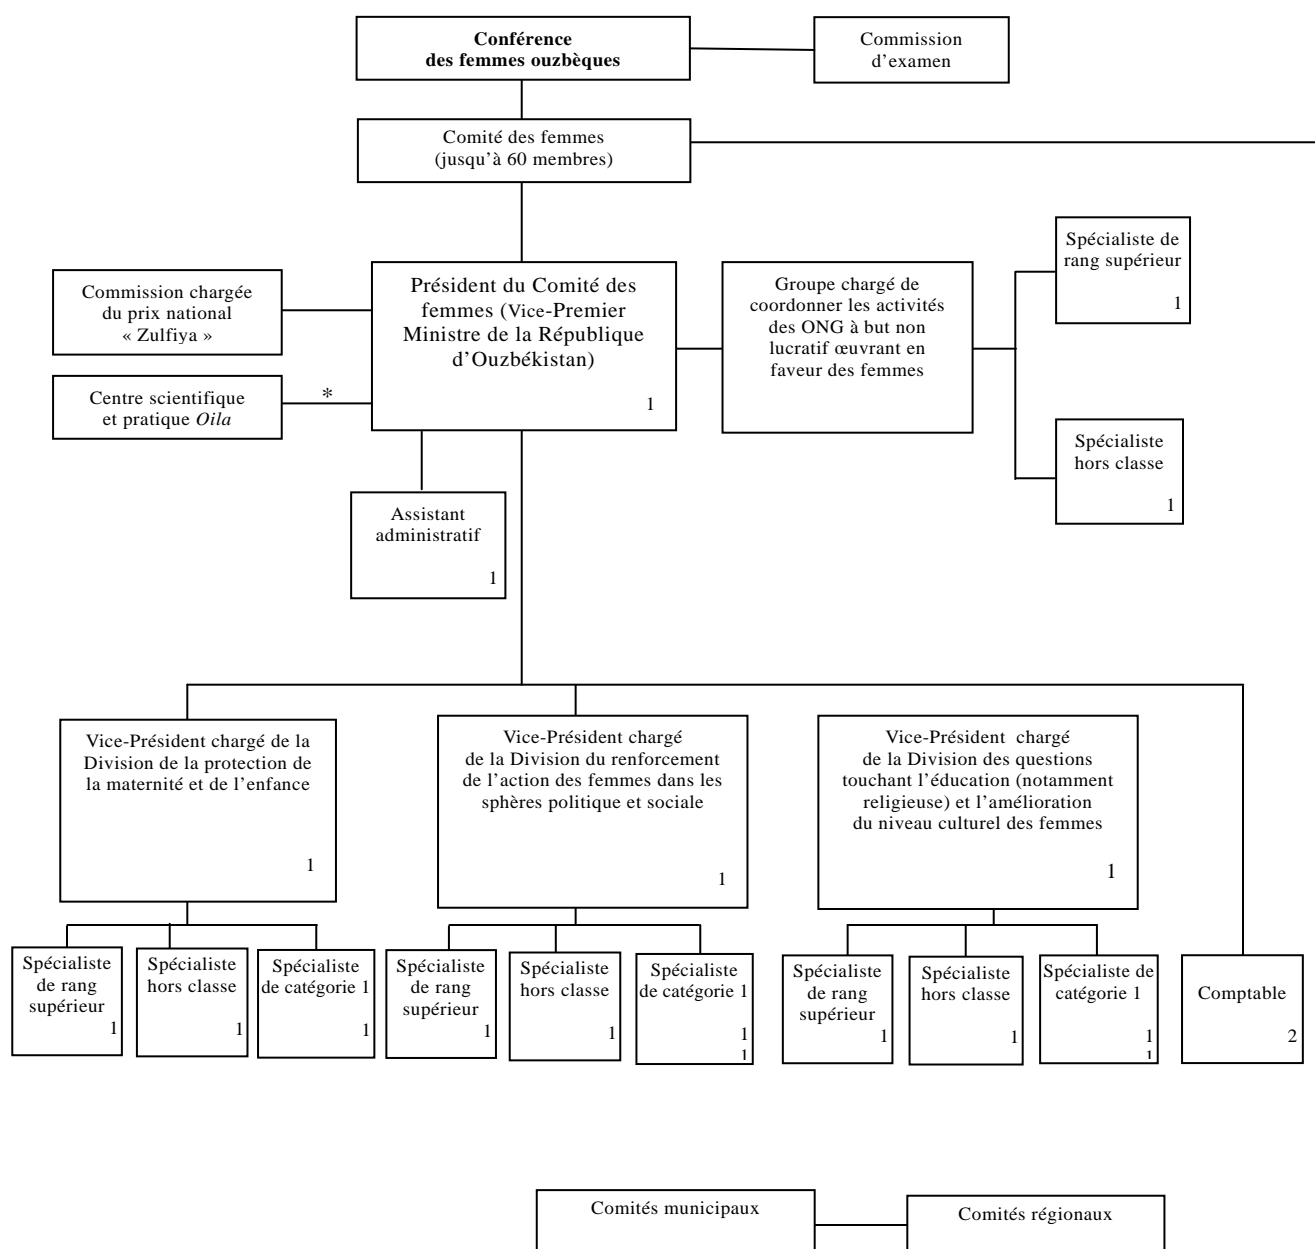 Conférence
des femmes ouzbèques
Commission
d'examen
Comité des femmes
(jusqu'à 60 membres)
Commission chargée
du prix national
« Zulfiya »
Centre scientifique
et pratique Oila
*
Président du Comité des
femmes (Vice-Premier
Ministre de la République
d'Ouzbékistan)
1
Groupe chargé de
coordonner les activités
des ONG à but non
lucratif œuvrant en
faveur des femmes
Spécialiste de
rang supérieur
1
Spécialiste
hors classe
1
Assistant
administratif
1
Vice-Président chargé de la
Division de la protection de
la maternité et de l'enfance
1
Vice-Président chargé
de la Division du renforcement
de l'action des femmes dans les
sphères politique et sociale
1
Vice-Président chargé
de la Division des questions
touchant l'éducation (notamment
religieuse) et l'amélioration
du niveau culturel des femmes
1
Spécialiste
de rang
supérieur
1
Spécialiste
hors classe
1
Spécialiste
de catégorie 1
1
Spécialiste
de rang
supérieur
1
Spécialiste
hors classe
1
Spécialiste
de catégorie 1
1
1
Spécialiste
de rang
supérieur
1
Spécialiste
hors classe
1
Spécialiste de
catégorie 1
1
1
Comptable
2
Comités municipaux
Comités régionaux